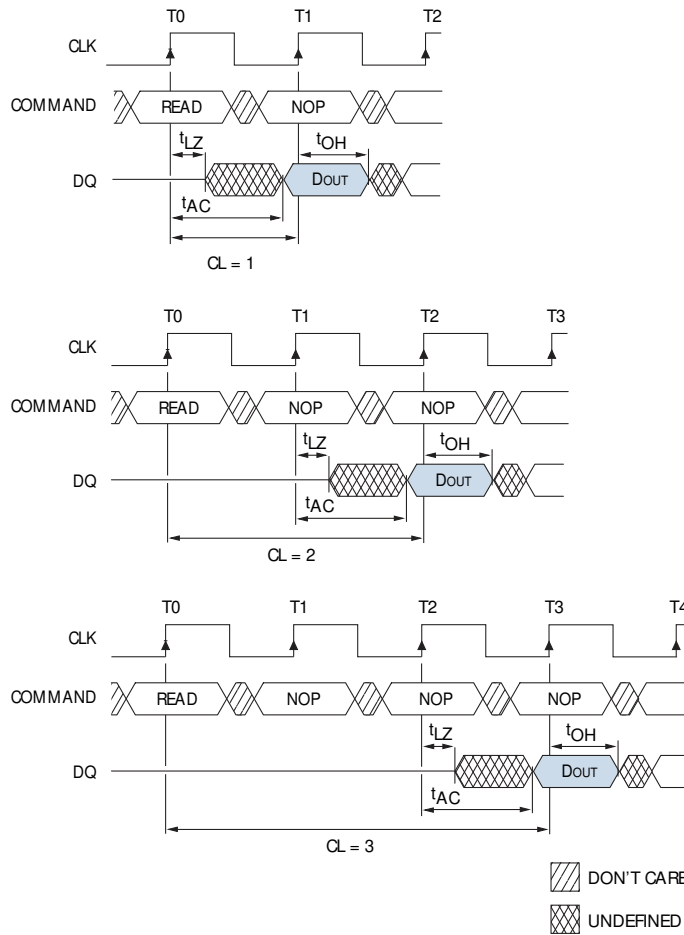 T0 T1 T2
CLK
COMMAND READ NOP
tLZ tOH
DQ DOUT
tAC
CL = 1
T0 T1 T2 T3
CLK
COMMAND READ NOP NOP
tLZ tOH
DQ DOUT
tAC
CL = 2
T0 T1 T2 T3 T4
CLK
COMMAND READ NOP NOP NOP
tLZ tOH
DQ DOUT
tAC
CL = 3
DON'T CARE
UNDEFINED